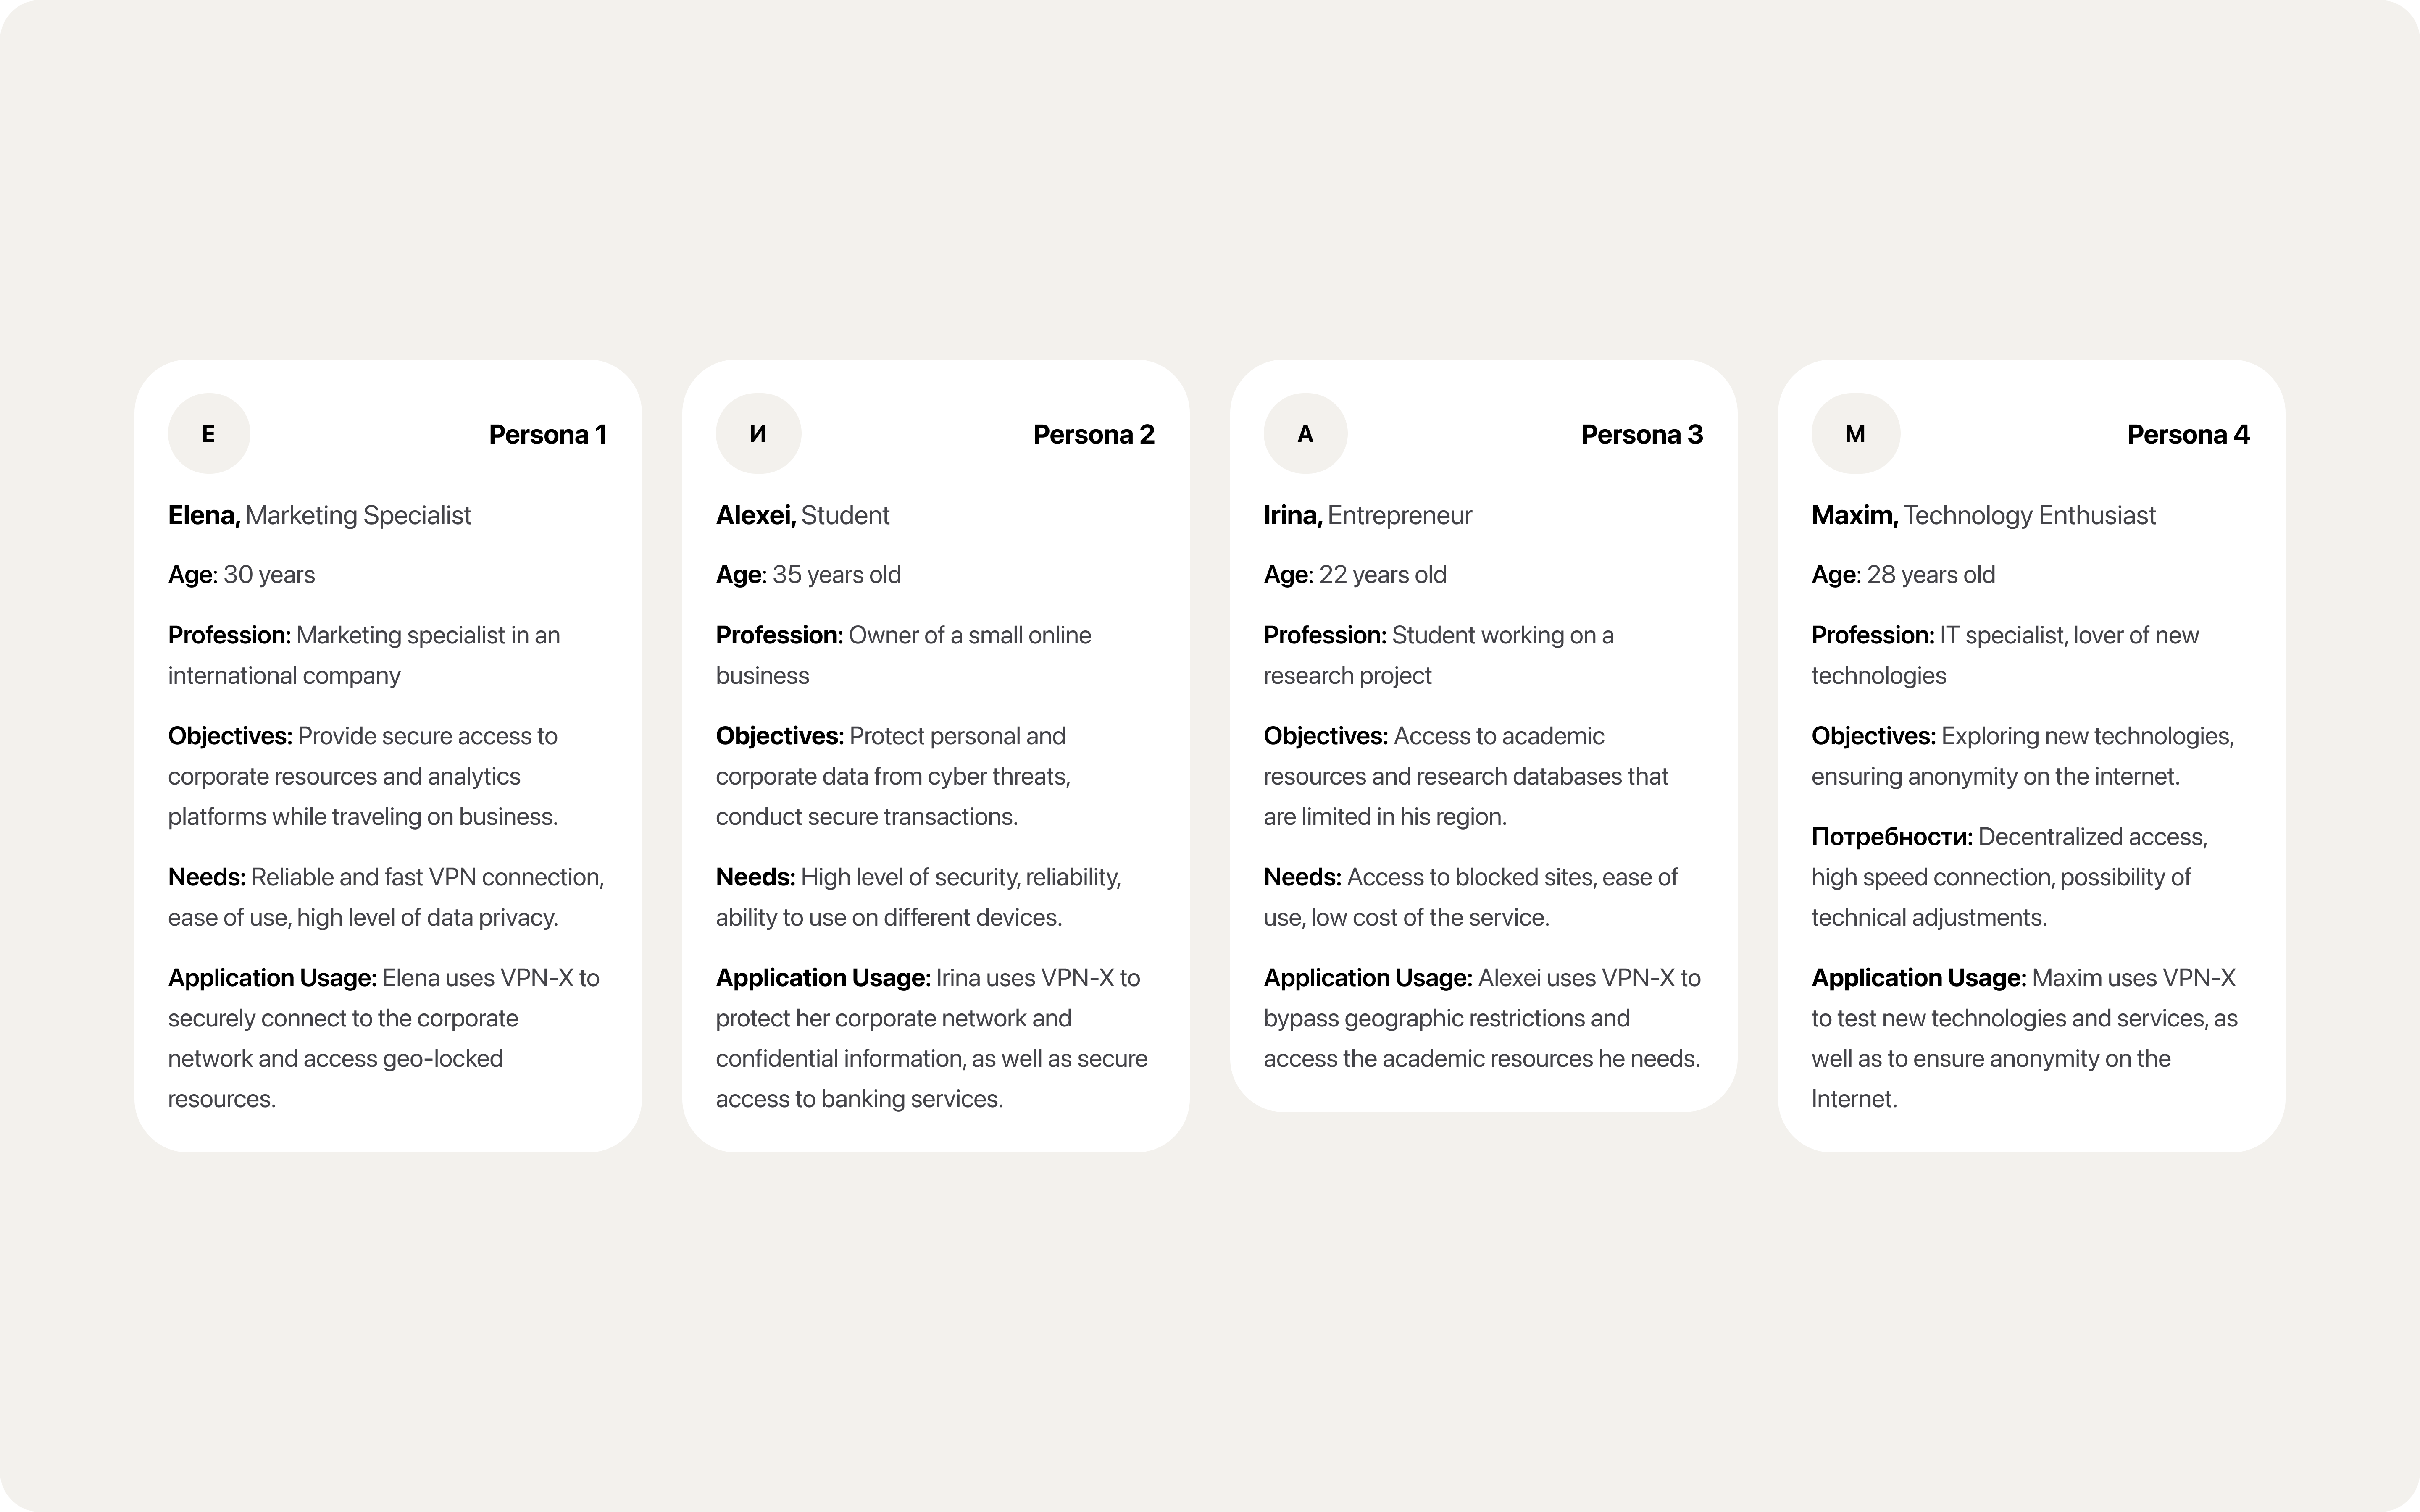 E
Persona 1
Elena, Marketing Specialist
Age: 30 years
Profession: Marketing specialist in an
international company
Objectives: Provide secure access to
corporate resources and analytics
platforms while traveling on business.
Needs: Reliable and fast VPN connection,
ease of use, high level of data privacy.
Application Usage: Elena uses VPN-X to
securely connect to the corporate
network and access geo-locked
resources.
И
Persona 2
Alexei, Student
Age: 35 years old
Profession: Owner of a small online
business
Objectives: Protect personal and
corporate data from cyber threats,
conduct secure transactions.
Needs: High level of security, reliability,
ability to use on different devices.
Application Usage: Irina uses VPN-X to
protect her corporate network and
confidential information, as well as secure
access to banking services.
А
Persona 3
Irina, Entrepreneur
Age: 22 years old
Profession: Student working on a
research project
Objectives: Access to academic
resources and research databases that
are limited in his region.
Needs: Access to blocked sites, ease of
use, low cost of the service.
Application Usage: Alexei uses VPN-X to
bypass geographic restrictions and
access the academic resources he needs.
М
Persona 4
Maxim, Technology Enthusiast
Age: 28 years old
Profession: IT specialist, lover of new
technologies
Objectives: Exploring new technologies,
ensuring anonymity on the internet.
Потребности: Decentralized access,
high speed connection, possibility of
technical adjustments.
Application Usage: Maxim uses VPN-X
to test new technologies and services, as
well as to ensure anonymity on the
Internet.